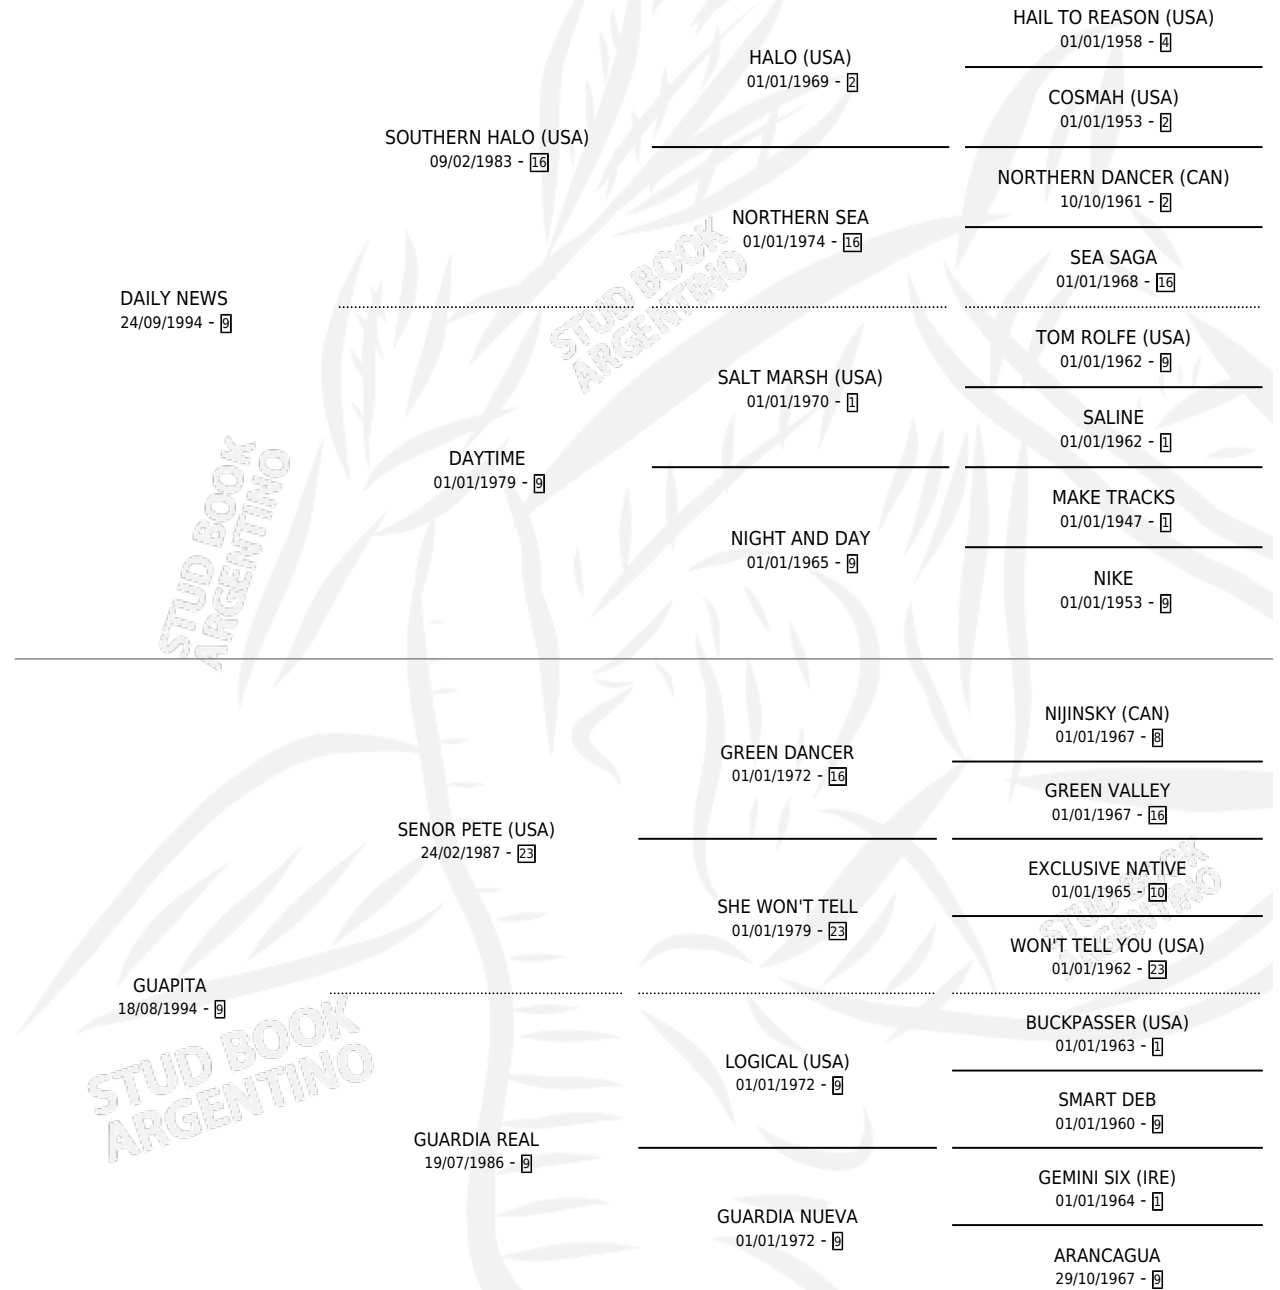 HAIL TO REASON (USA)
01/01/1958 - 4
HALO (USA)
01/01/1969 - 2
COSMAH (USA)
01/01/1953 - 2
SOUTHERN HALO (USA)
09/02/1983 - 16
NORTHERN DANCER (CAN)
10/10/1961 - 2
NORTHERN SEA
01/01/1974 - 16
SEA SAGA
01/01/1968 - 16
STUD BOOK
ARGENTINO
DAILY NEWS
24/09/1994 - 9
TOM ROLFE (USA)
01/01/1962 - 9
SALT MARSH (USA)
01/01/1970 - 1
SALINE
01/01/1962 - 1
DAYTIME
01/01/1979 - 9
MAKE TRACKS
01/01/1947 - 1
NIGHT AND DAY
01/01/1965 - 9
NIKE
01/01/1953 - 9
STUD BOOK
ARGENTINO
NIJINSKY (CAN)
01/01/1967 - 8
GREEN DANCER
01/01/1972 - 16
GREEN VALLEY
01/01/1967 - 16
SENOR PETE (USA)
24/02/1987 - 23
EXCLUSIVE NATIVE
01/01/1965 - 10
SHE WON'T TELL
01/01/1979 - 23
WON'T TELL YOU (USA)
01/01/1962 - 23
STUD BOOK
ARGENTINO
GUAPITA
18/08/1994 - 9
BUCKPASSER (USA)
01/01/1963 - 1
LOGICAL (USA)
01/01/1972 - 9
SMART DEB
01/01/1960 - 9
STUD BOOK
ARGENTINO
GUARDIA REAL
19/07/1986 - 9
GEMINI SIX (IRE)
01/01/1964 - 1
GUARDIA NUEVA
01/01/1972 - 9
ARANCAGUA
29/10/1967 - 9